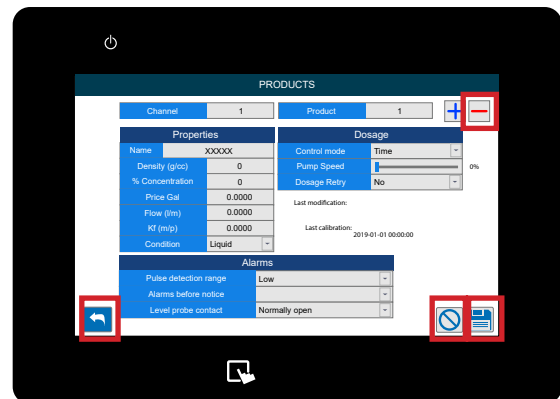 PRODUCTS
Channel 1 Product 1
Properties
Name XXXXX
Density (g/cc) 0
% Concentration 0
Price Gal 0.0000
Flow (l/m) 0.0000
Kf (m/p) 0.0000
Condition Liquid
Dosage
Control mode Time
Pump Speed 0%
Dosage Retry No
Last modification:
Last calibration:
2019-01-01 00:00:00
Alarms
Pulse detection range Low
Alarms before notice
Level probe contact Normally open